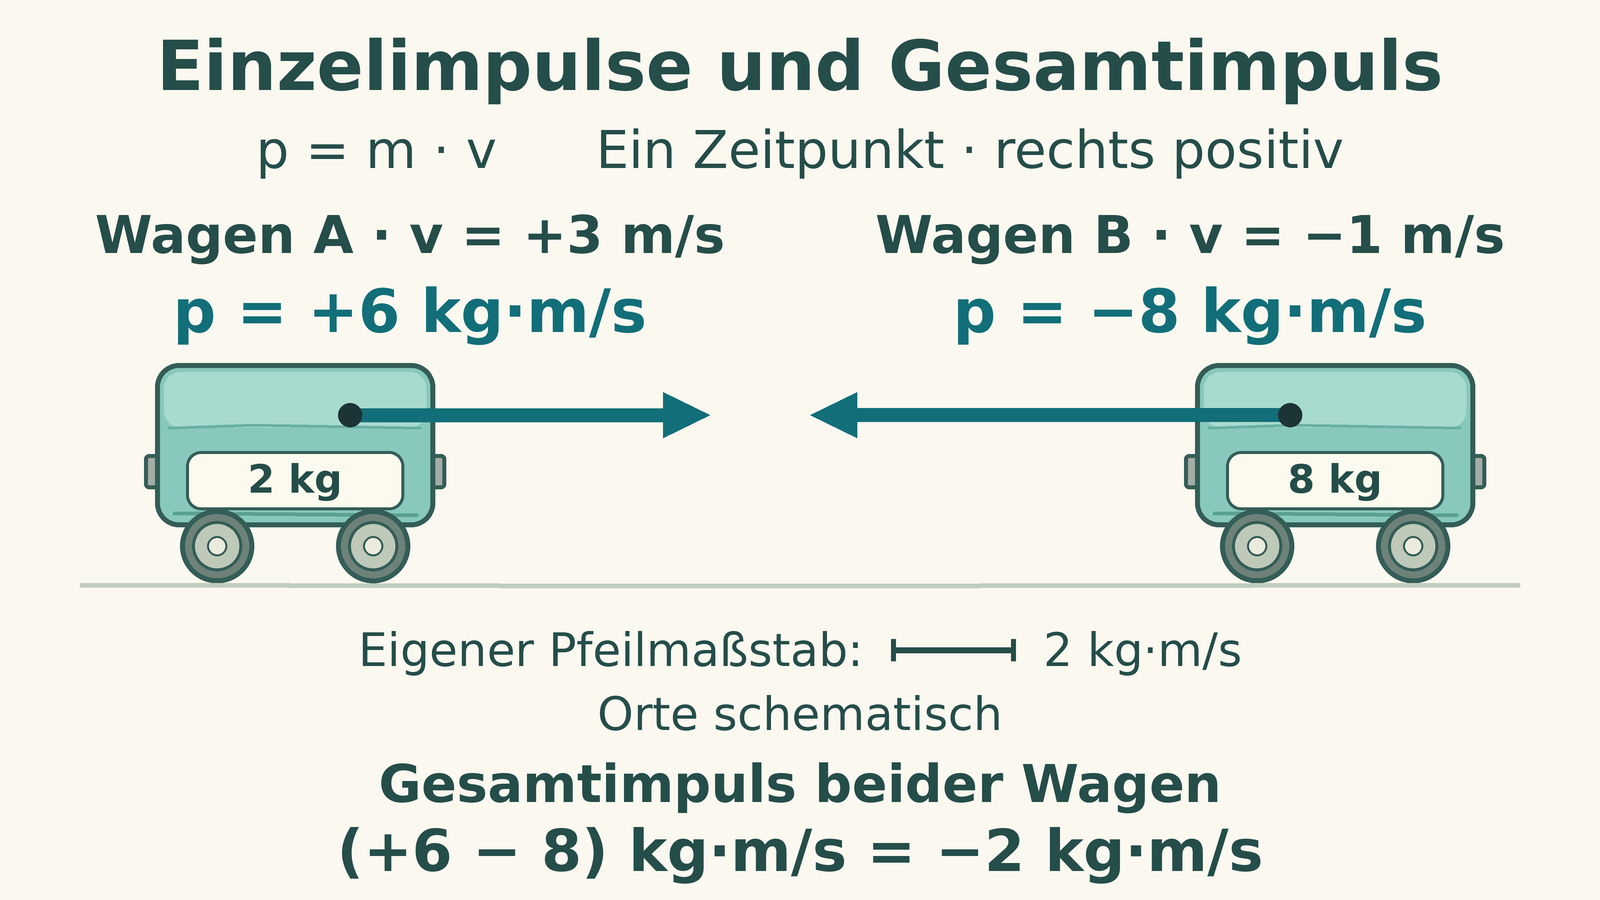 Einzelimpulse und Gesamtimpuls
p = m · v Ein Zeitpunkt · rechts positiv
Wagen A · v = +3 m/s
p = +6 kg·m/s
2 kg
Wagen B · v = −1 m/s
p = −8 kg·m/s
8 kg
Eigener Pfeilmaßstab: 2 kg·m/s
Orte schematisch
Gesamtimpuls beider Wagen
(+6 − 8) kg·m/s = −2 kg·m/s